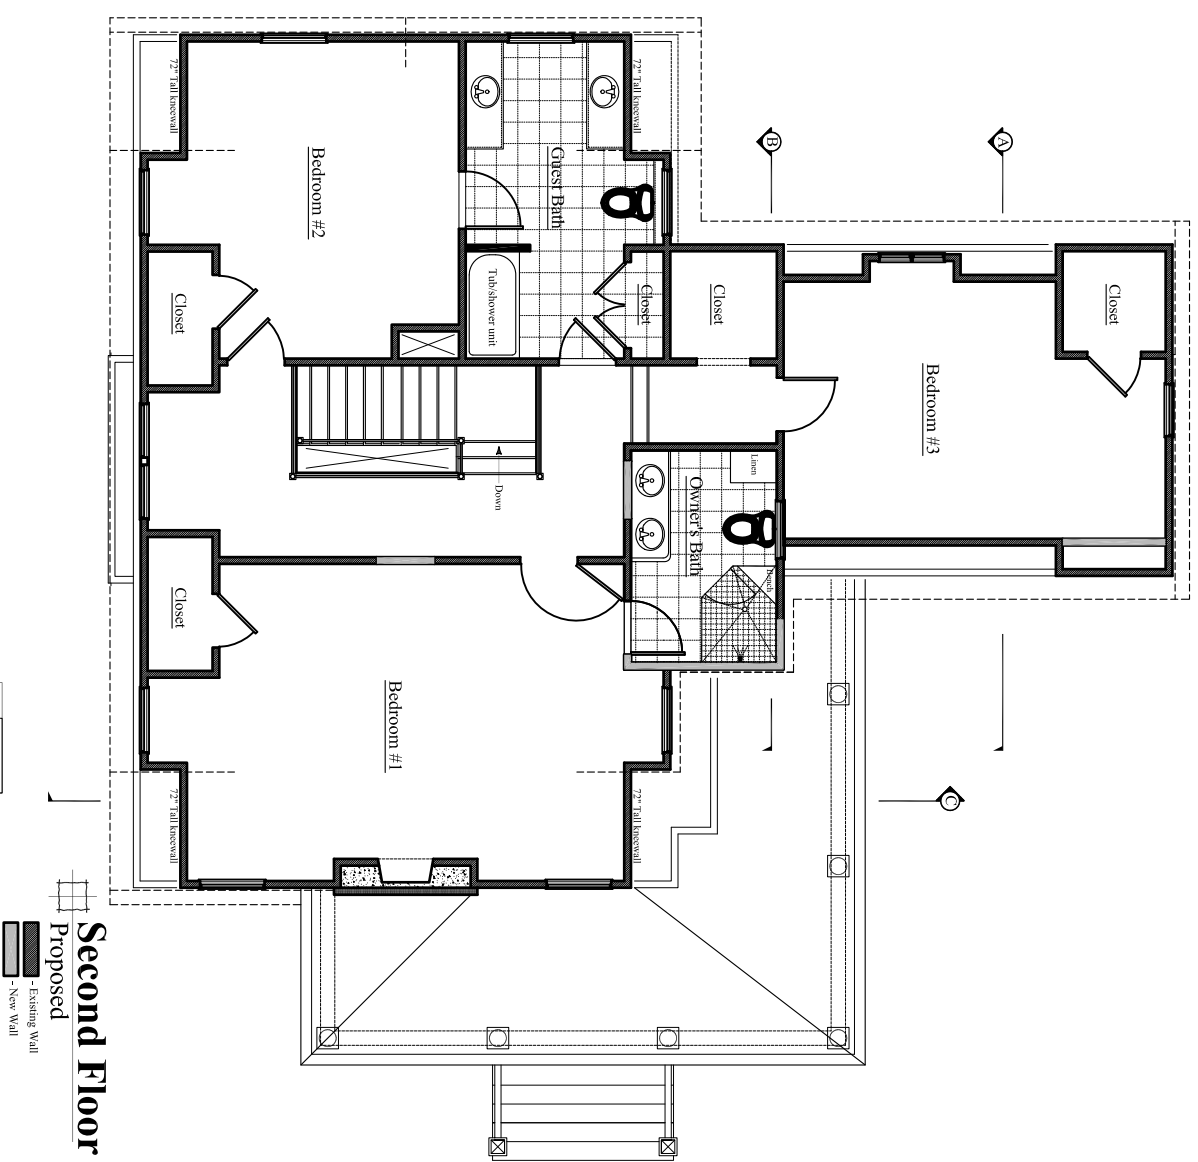 72" Tall kneewall
72" Tall kneewall
B
A
Bedroom #2
Guest Bath
Closet
Tub/shower unit
Closet
Closet
Closet
Bedroom #3
Down
Linen
Owner's Bath
Bench
Closet
Bedroom #1
72" Tall kneewall
72" Tall kneewall
C
Second Floor
Proposed
- Existing Wall
- New Wall